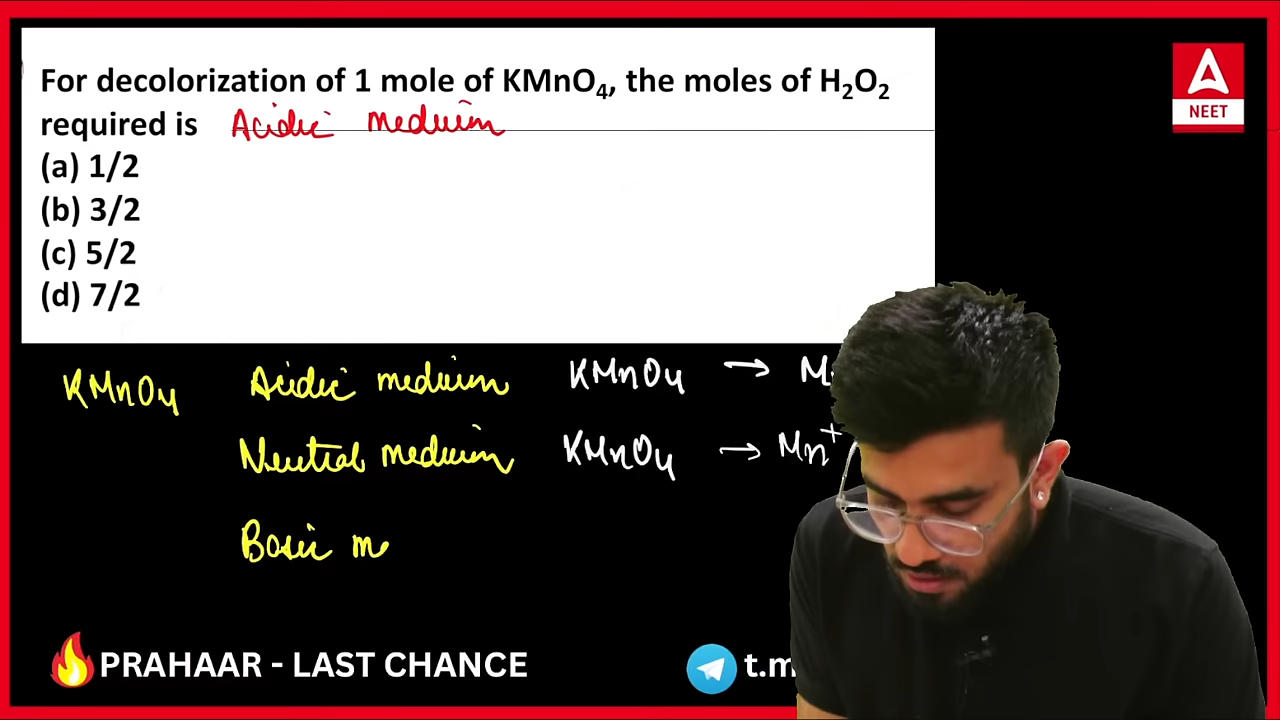 For decolorization of 1 mole of KMnO₄, the moles of H₂O₂
required is Acidic medium
(a) 1/2
(b) 3/2
(c) 5/2
(d) 7/2
A
NEET
KMnO4 Acidic medium KMnO4 →
Neutral medium KMnO4 → Mn+
Basic m
PRAHAAR - LAST CHANCE
t.m